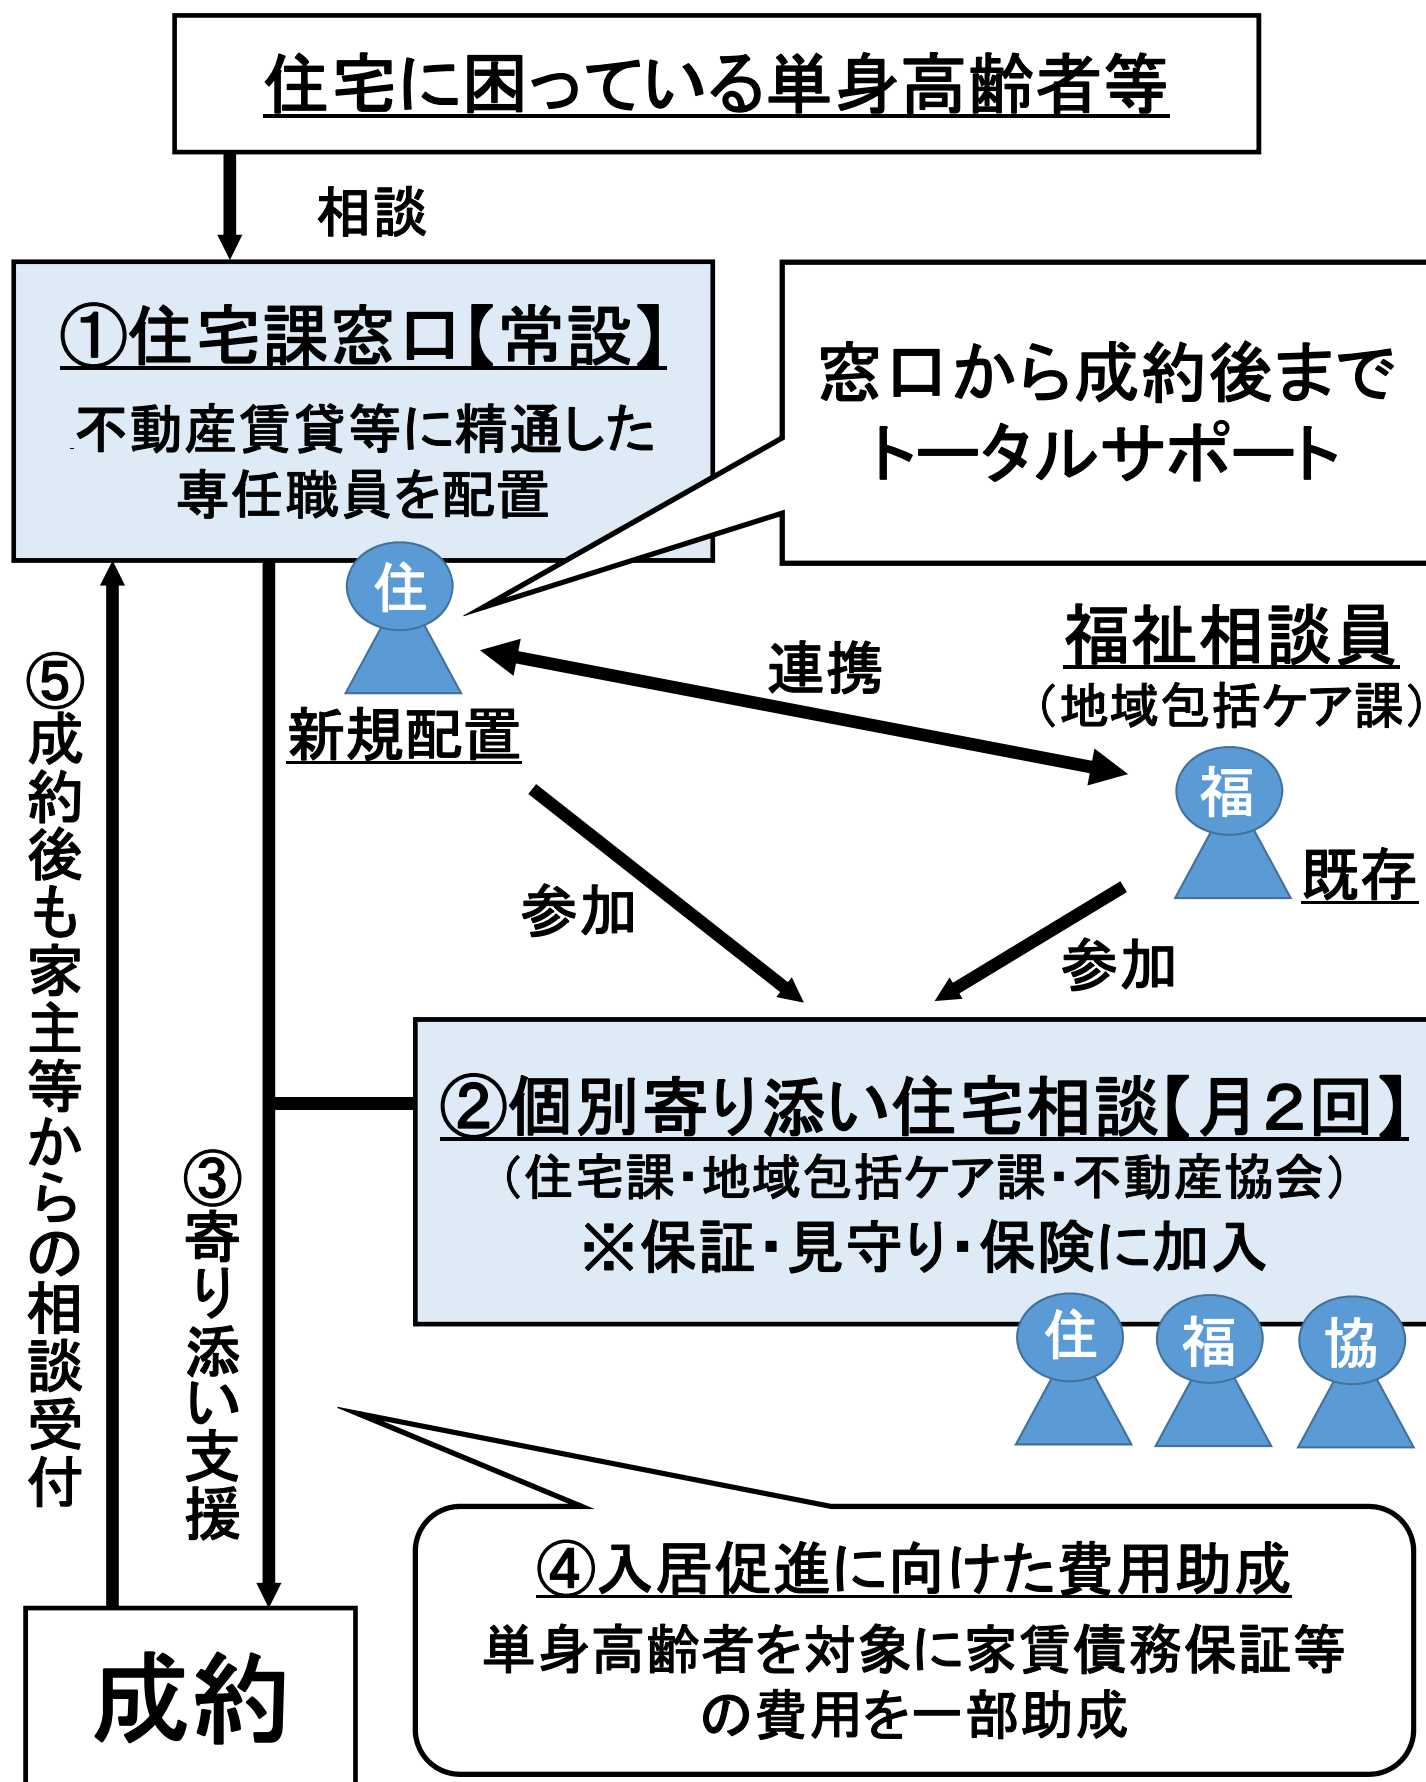 住宅に困っている単身高齢者等
相談
①住宅課窓口【常設】
不動産賃貸等に精通した
専任職員を配置
窓口から成約後まで
トータルサポート
住
新規配置
連携
福祉相談員
（地域包括ケア課）
福
既存
参加
参加
②個別寄り添い住宅相談【月２回】
（住宅課・地域包括ケア課・不動産協会）
※保証・見守り・保険に加入
住
福
協
⑤成約後も家主等からの相談受付
③寄り添い支援
④入居促進に向けた費用助成
単身高齢者を対象に家賃債務保証等
の費用を一部助成
成約